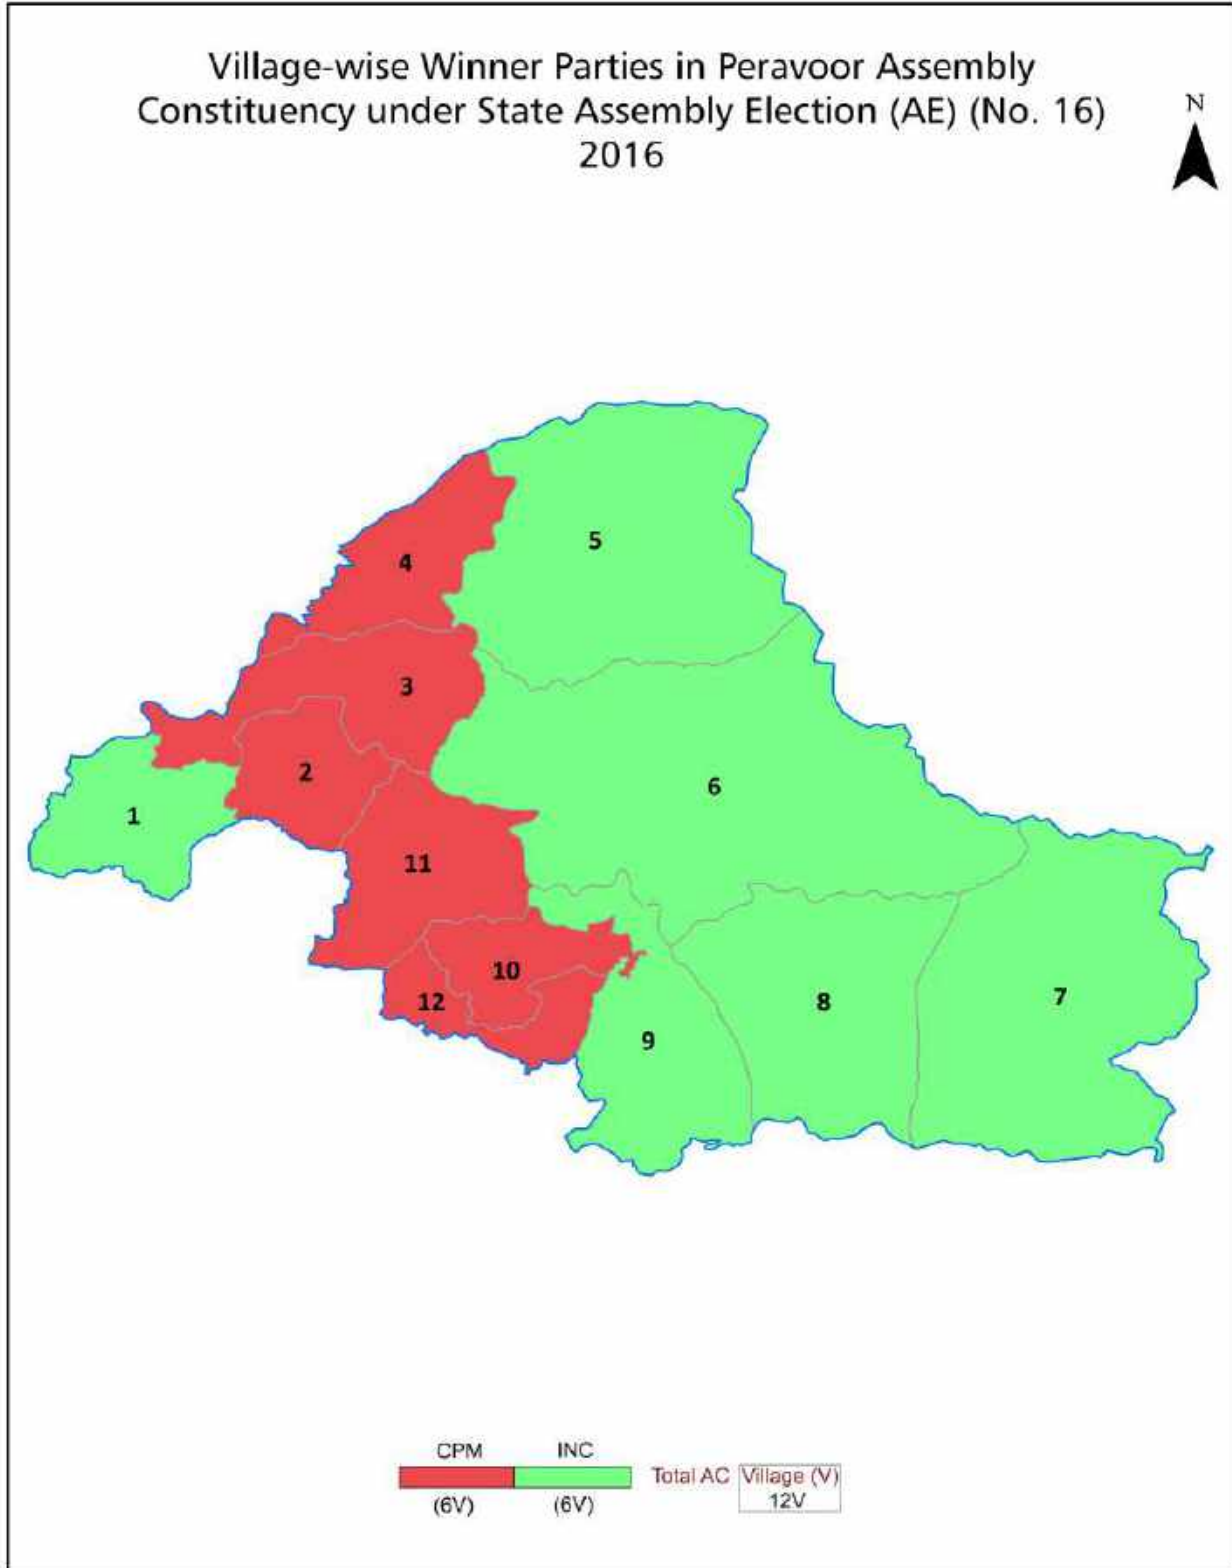 Village-wise Winner Parties in Peravoor Assembly
Constituency under State Assembly Election (AE) (No. 16)
2016
N
5
4
3
2
6
1
11
10
12
8
7
9
CPM INC
Total AC Village (V)
(6V) (6V) 12V